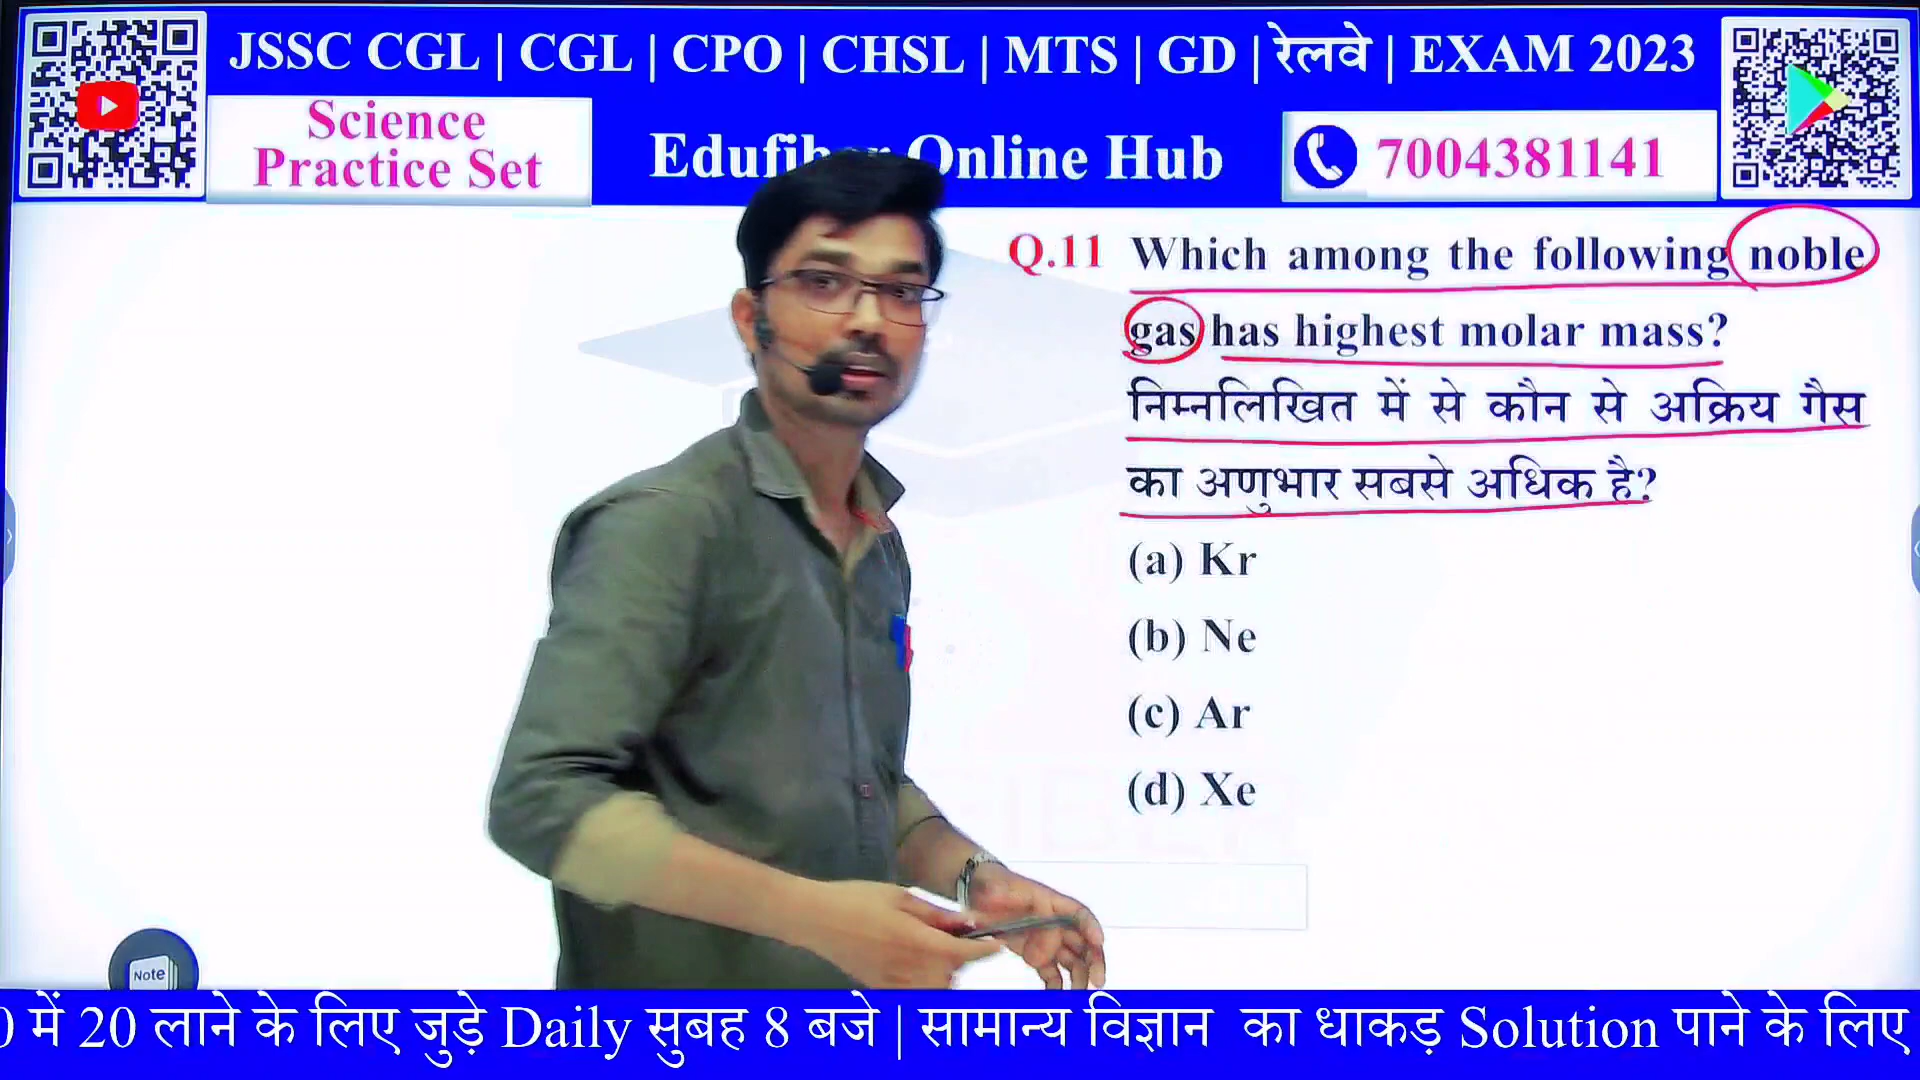 JSSC CGL | CGL | CPO | CHSL | MTS | GD | रेलवे | EXAM 2023
Science
Practice Set
Online Hub
7004381141
Q.11 Which among the following noble
gas has highest molar mass?
निम्नलिखित में से कौन से अक्रिय गैस
का अणुभार सबसे अधिक है?
(a) Kr
(b) Ne
(c) Ar
(d) Xe
Note
में 20 लाने के लिए जुड़े Daily सुबह 8 बजे | सामान्य विज्ञान का धाकड़ Solution पाने के लिए